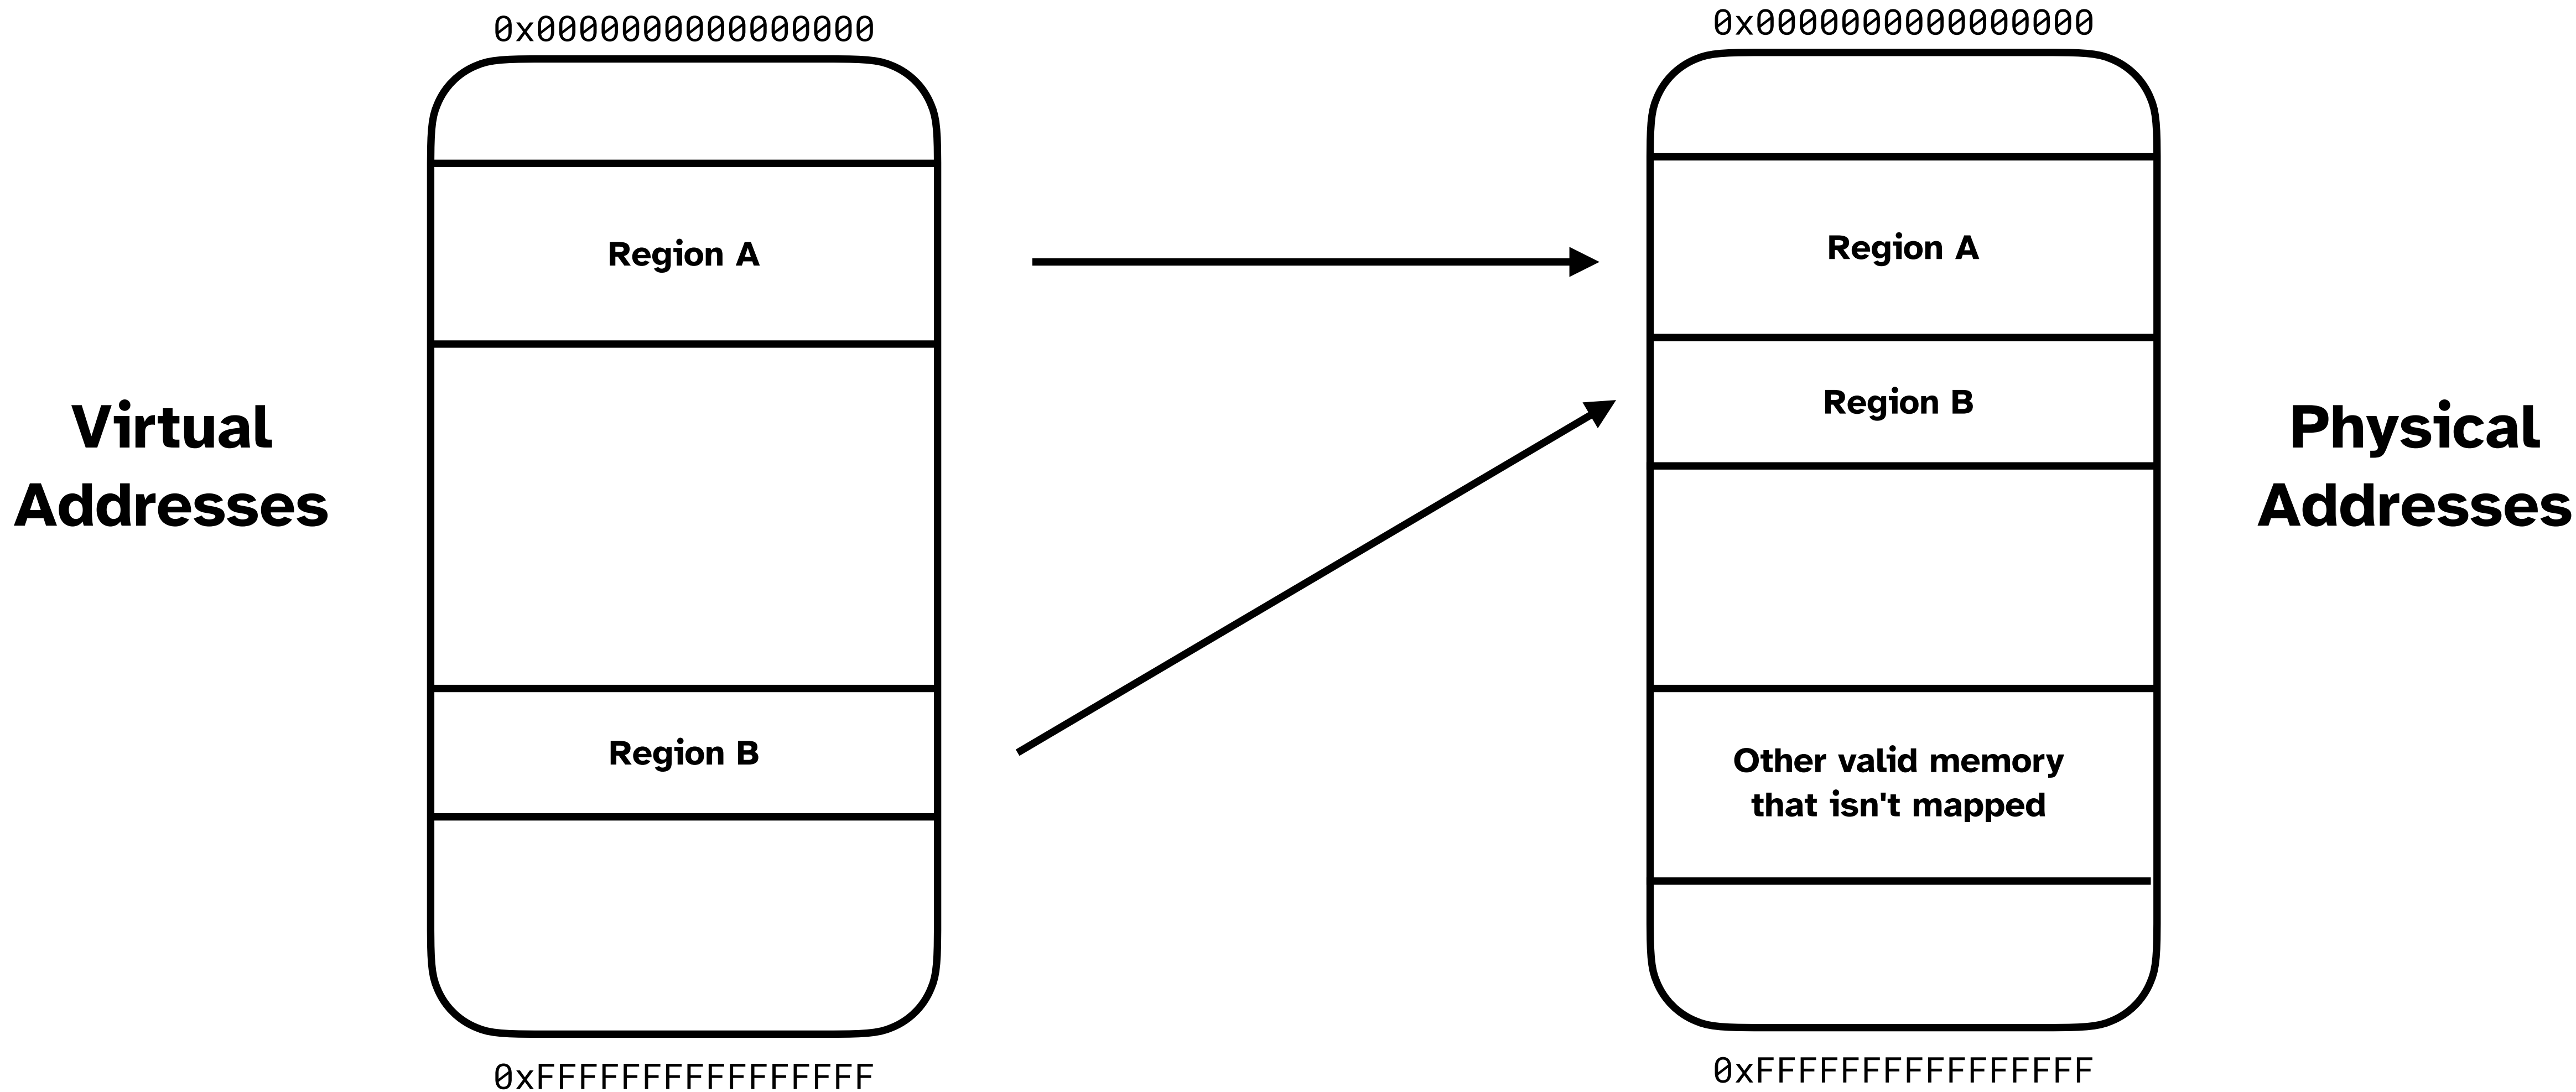 0x0000000000000000
Region A
Region B
0xFFFFFFFFFFFFFFFF
Virtual
Addresses
0x0000000000000000
Region A
Region B
Other valid memory
that isn't mapped
0xFFFFFFFFFFFFFFFF
Physical
Addresses